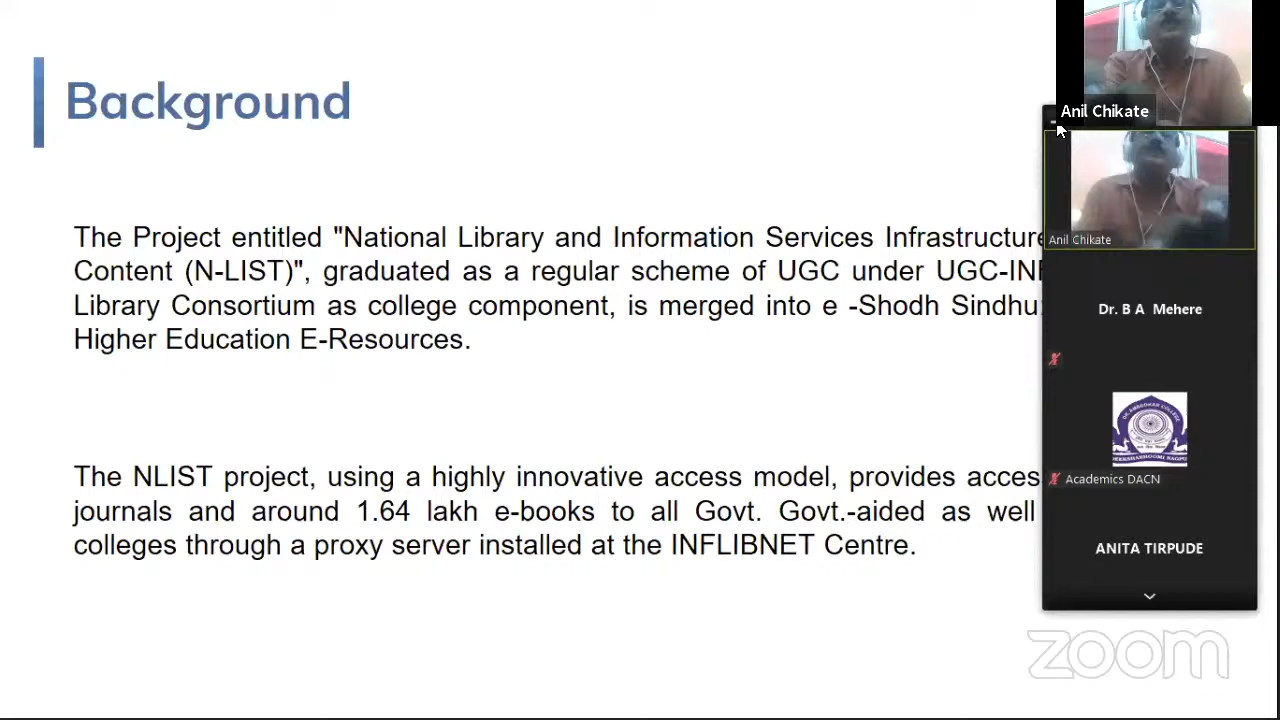 Background
The Project entitled "National Library and Information Services Infrastructure
Content (N-LIST)", graduated as a regular scheme of UGC under
Library Consortium as college component, is merged into e -Shodh Sindhu:
Higher Education E-Resources.
The NLIST project, using a highly innovative access model, provides
journals and around 1.64 lakh e-books to all Govt. Govt.-aided as well
colleges through a proxy server installed at the INFLIBNET Centre.
Anil Chikate
Anil Chikate
Dr. B A Mehere
Academics DACN
ANITA TIRPUDE
zoom